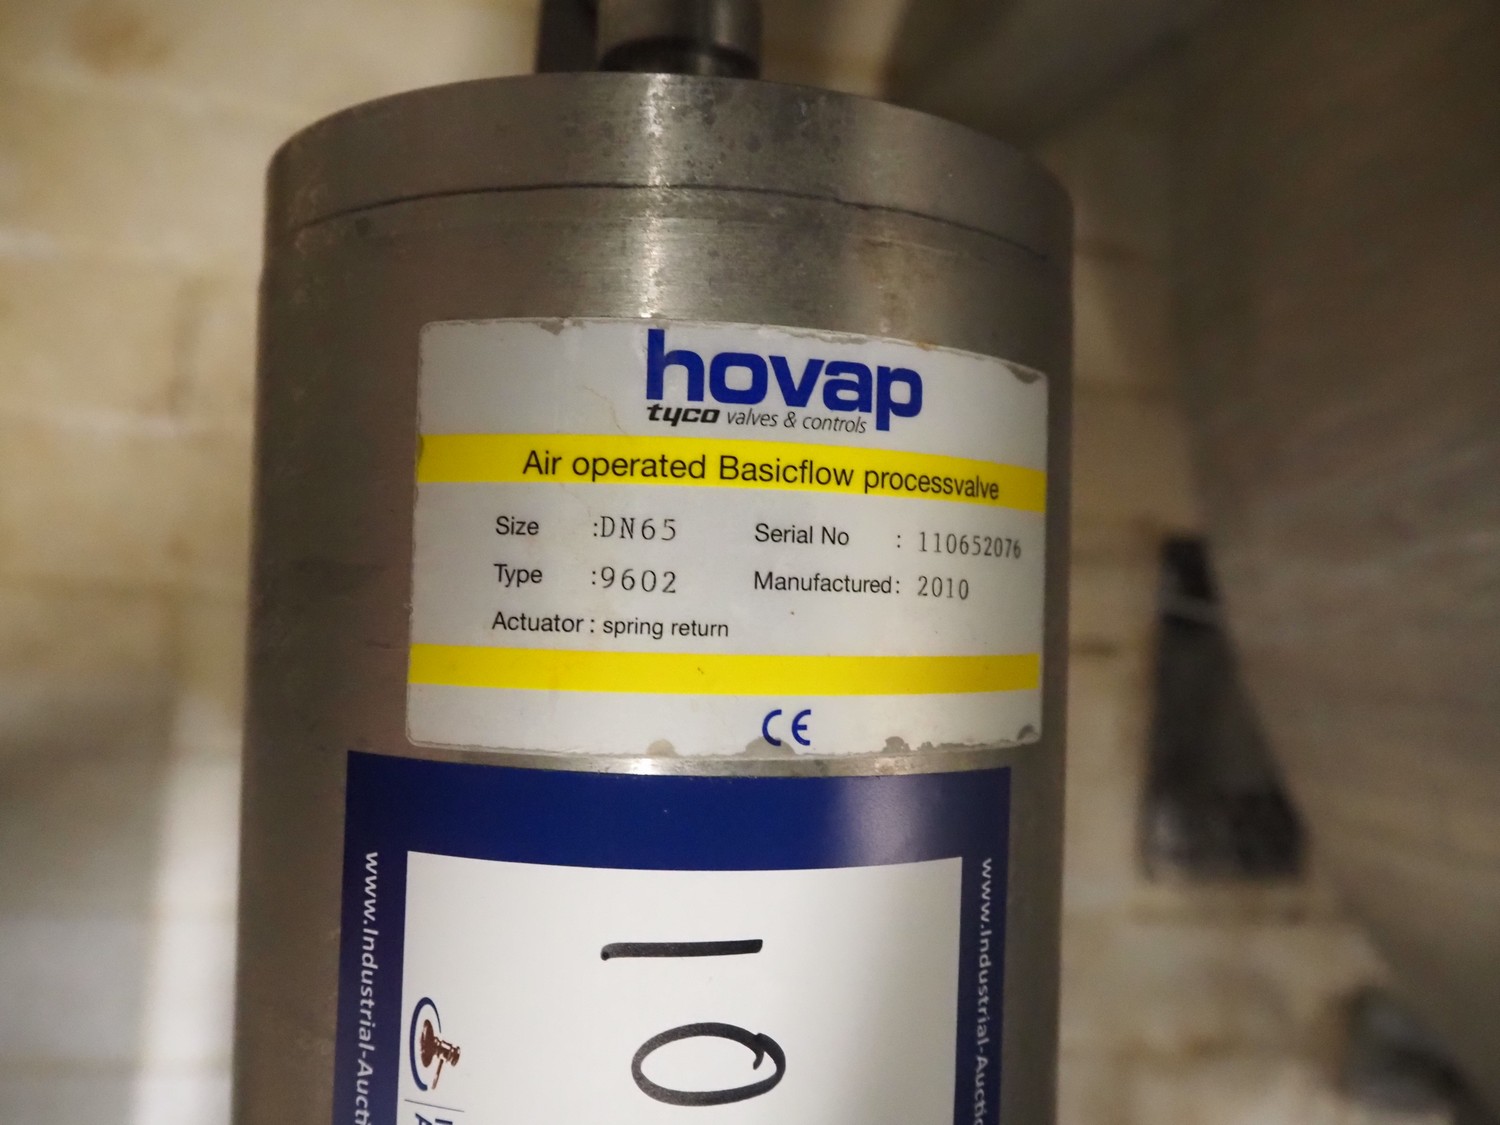 hovap
tyco valves & controls
Air operated Basicflow processvalve
Size :DN65 Serial No : 110652076
Type :9602 Manufactured: 2010
Actuator : spring return
CE
www.Industrial-Aucti
www.Industrial-Auctio
10